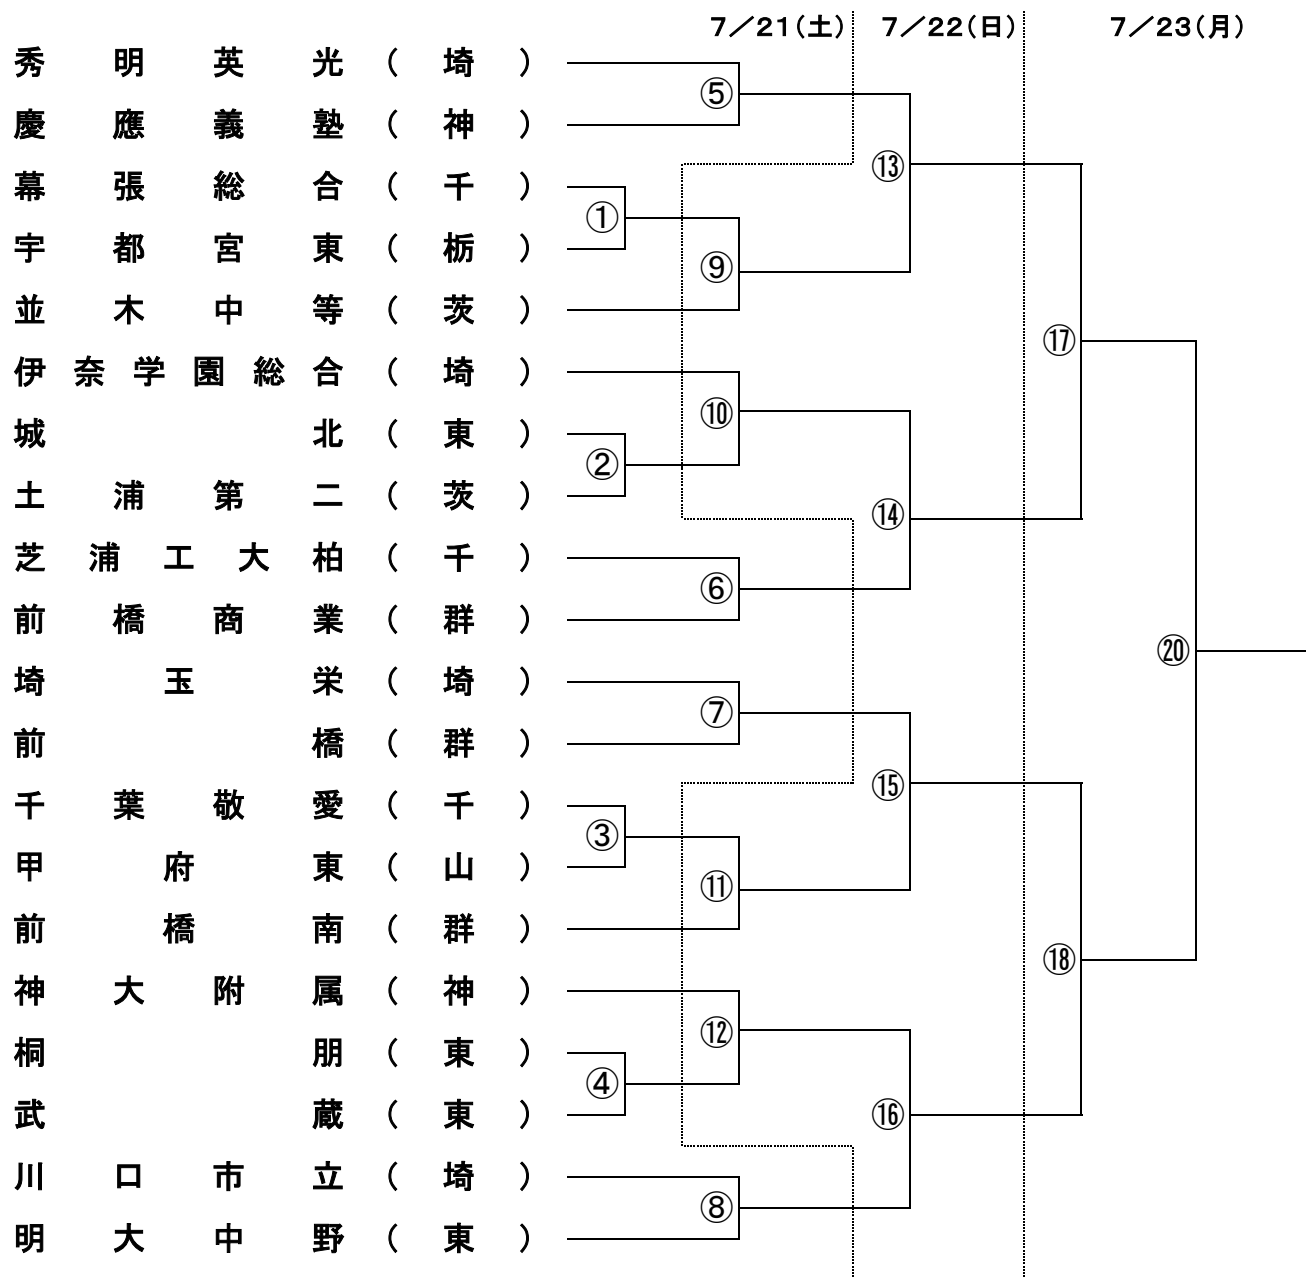 7／21(土) 7／22(日) 7／23(月)
秀明英光(埼)
⑤
慶應義塾(神)
⑬
幕張総合(千)
①
宇都宮東(栃)
⑨
並木中等(茨)
⑰
伊奈学園総合(埼)
⑩
城北(東)
②
土浦第二(茨)
⑭
芝浦工大柏(千)
⑥
前橋商業(群)
⑳
埼玉栄(埼)
⑦
前橋(群)
⑮
千葉敬愛(千)
③
甲府東(山)
⑪
前橋南(群)
⑱
神大附属(神)
⑫
桐朋(東)
④
武蔵(東)
⑯
川口市立(埼)
⑧
明大中野(東)